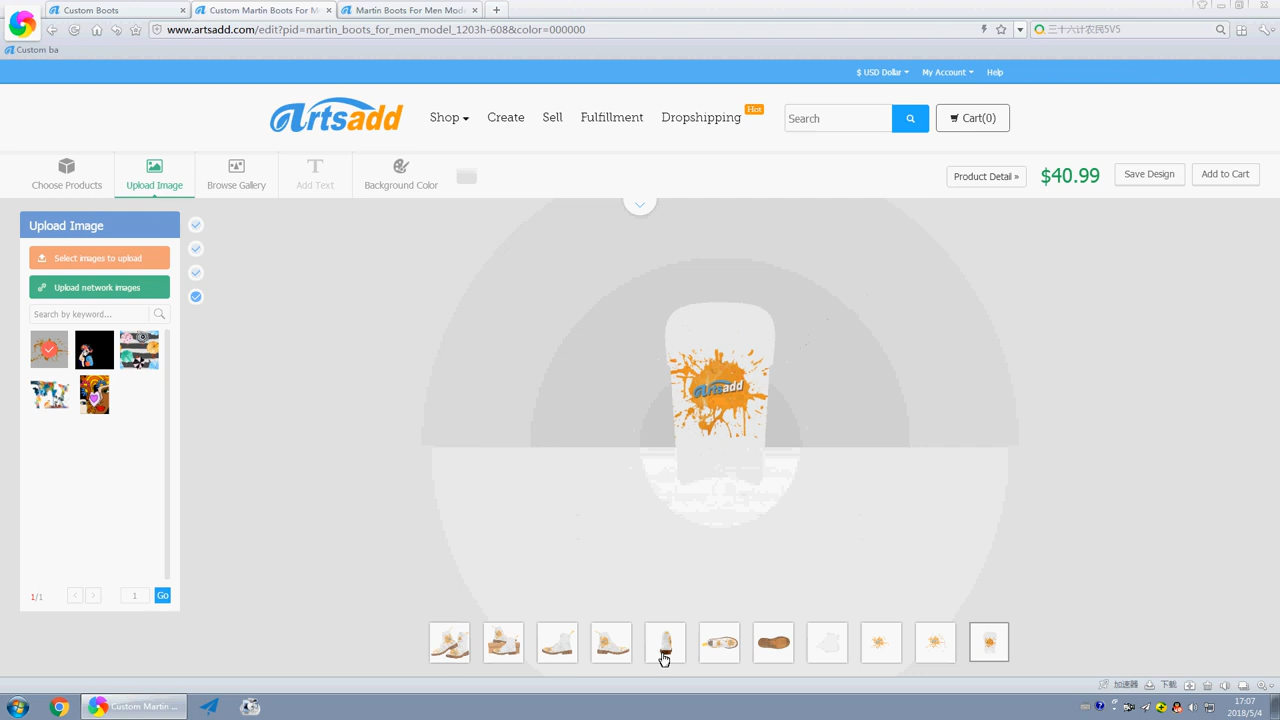 Custom Boots
Custom Martin Boots For M
Martin Boots For Men Mod
www.artsadd.com/edit?pid=martin_boots_for_men_model_1203h-608&color=000000
三十六计农民SV5
Custom ba
$ USD Dollar
My Account
Help
artsadd
Shop
Create
Sell
Fulfillment
Dropshipping
Hot
Search
Cart(0)
Choose Products
Upload Image
Browse Gallery
Add Text
Background Color
Product Detail »
$40.99
Save Design
Add to Cart
Upload Image
Select images to upload
Upload network images
Search by keyword...
artsadd
1/1
1
Go
加速器
下载
Custom Martin ...
17:07
2018/5/4